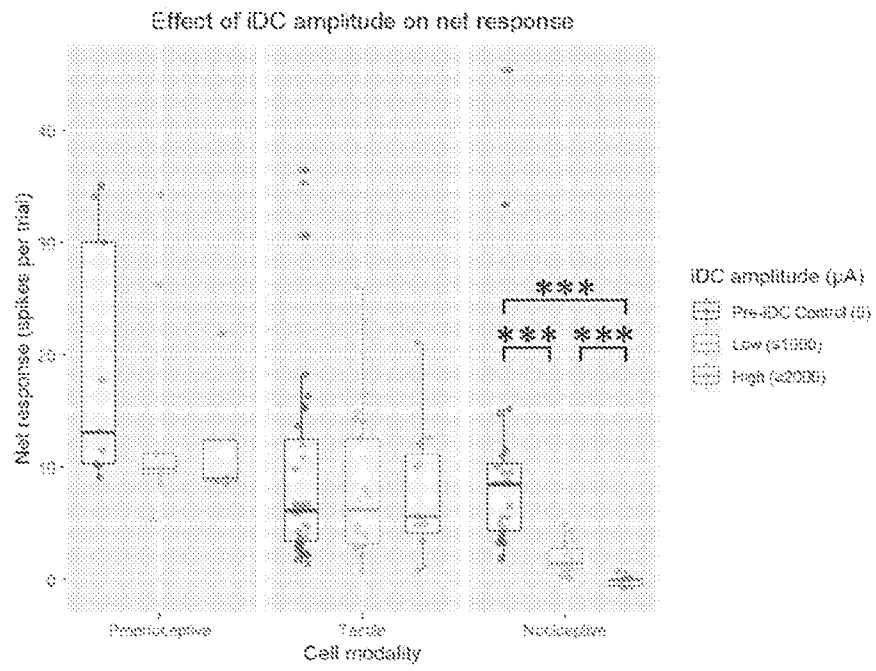 Effect of iDC amplitude on net response
Net response (spikes per trial)
40
30
20
10
0
***
*** ***
iDC amplitude (µA)
Pre-iDC Control (0)
Low (≤1000)
High (≥2000)
Proprioceptive Tactile Nociceptive
Cell modality